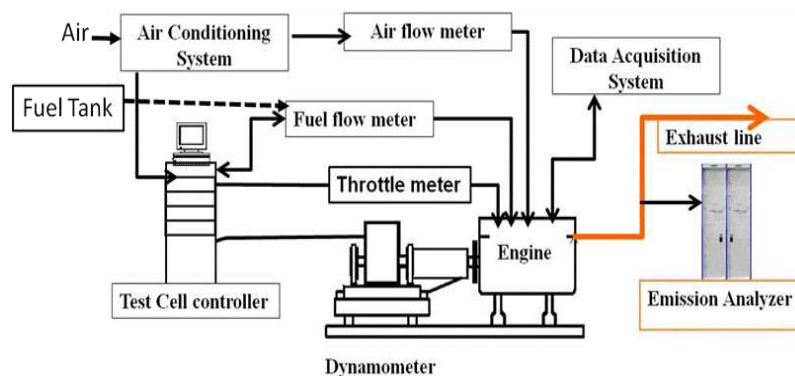 Air
Air Conditioning
System
Air flow meter
Data Acquisition
System
Fuel Tank
Fuel flow meter
Exhaust line
Throttle meter
Engine
Test Cell controller
Emission Analyzer
Dynamometer